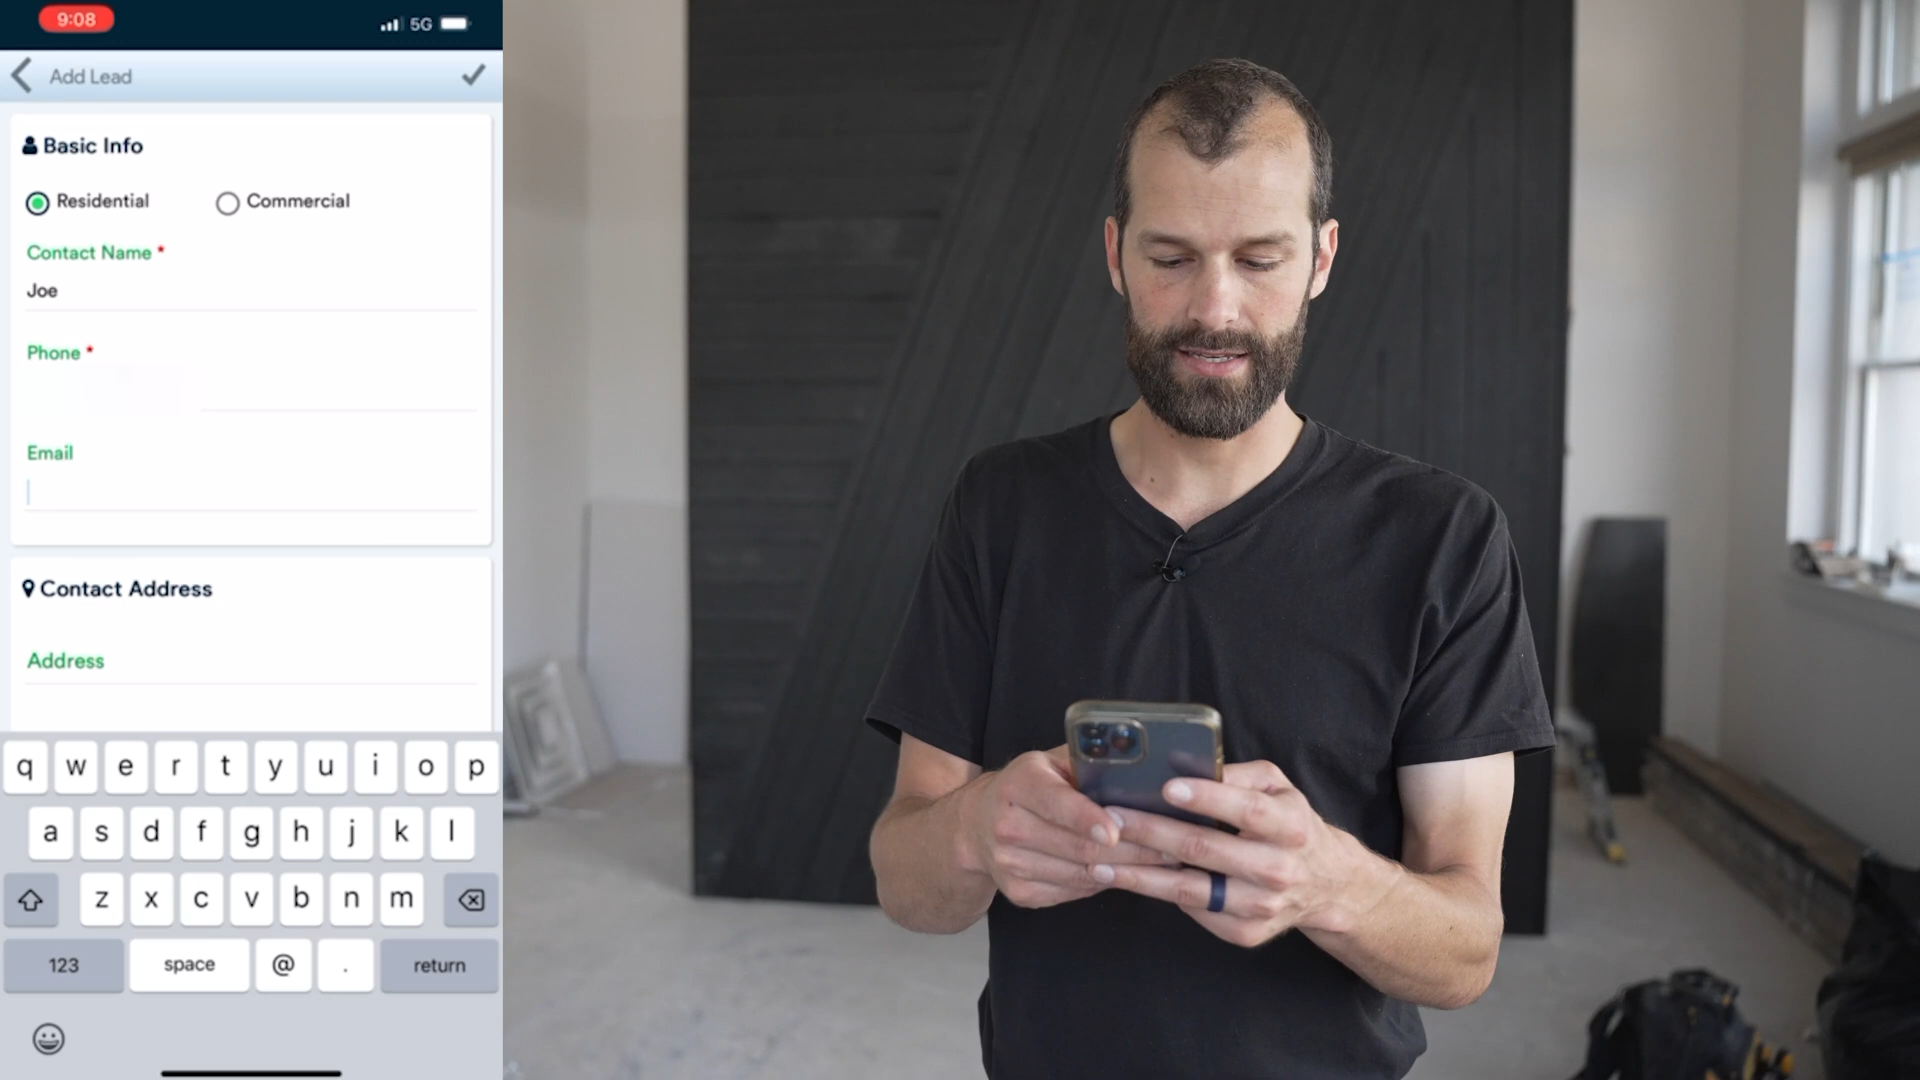 9:08 5G
Add Lead
Basic Info
Residential Commercial
Contact Name *
Joe
Phone *
Email
Contact Address
Address
q w e r t y u i o p
a s d f g h j k l
z x c v b n m
123 space @ . return